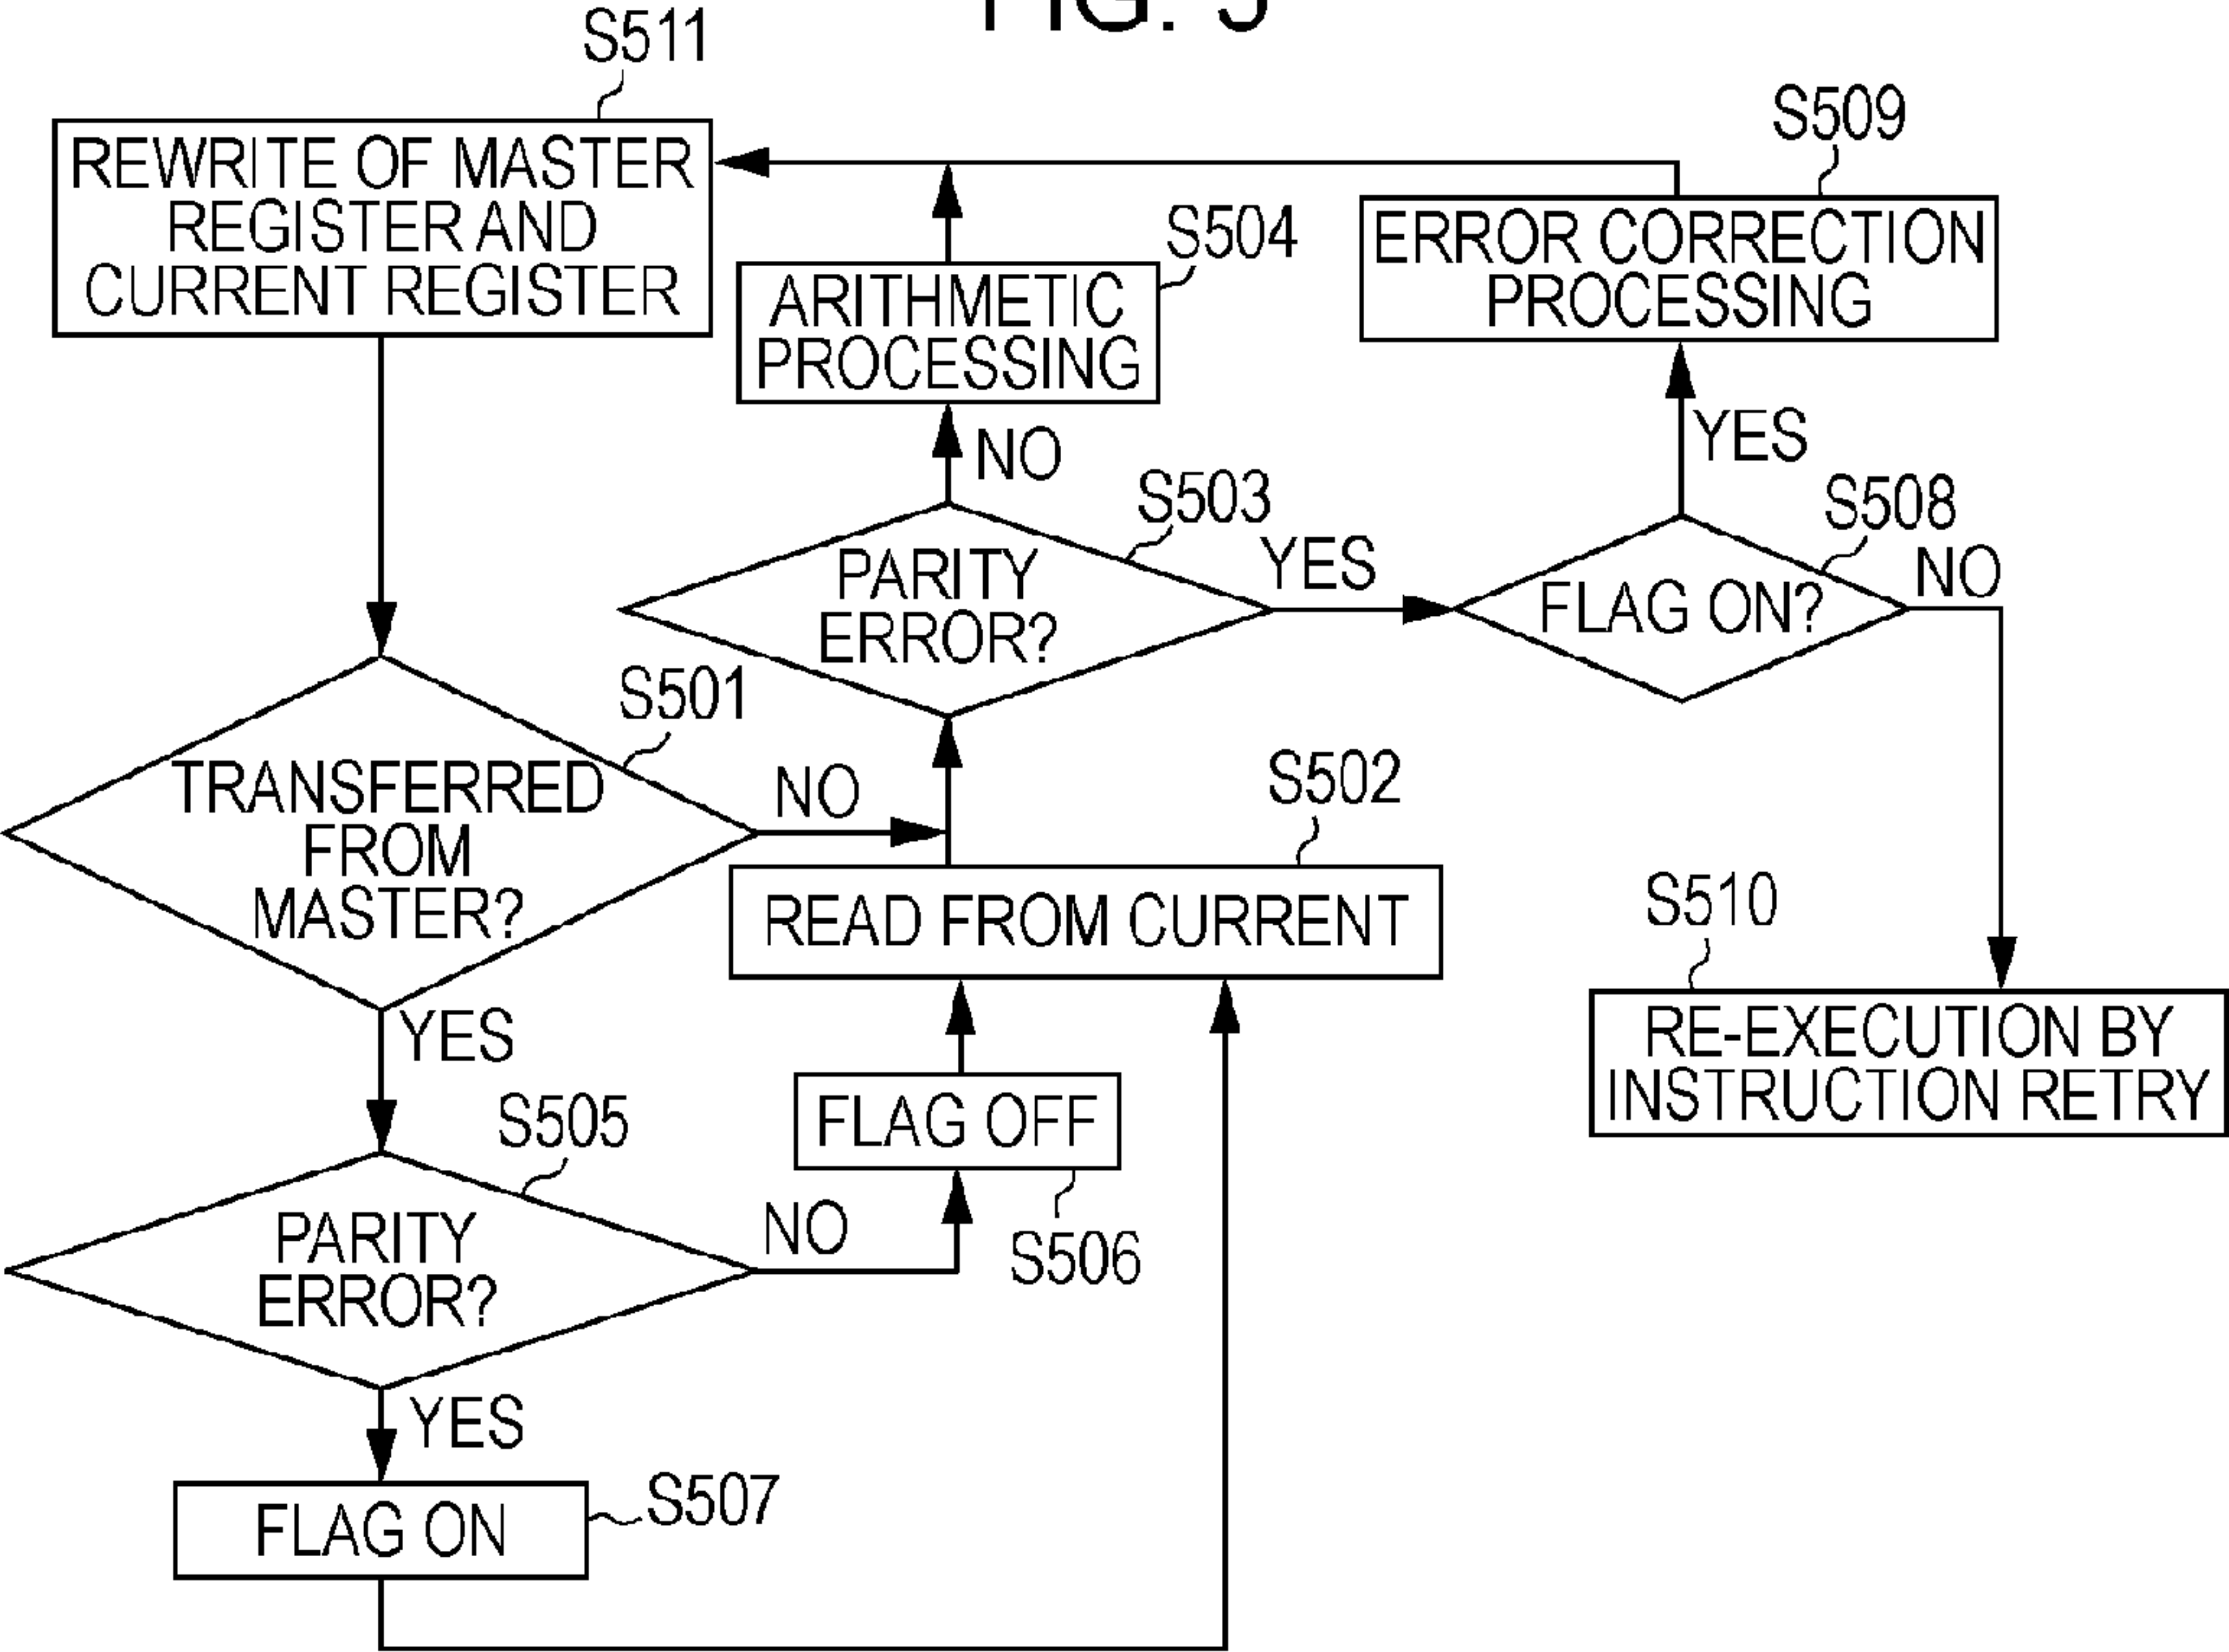 S511
REWRITE OF MASTER
REGISTER AND
CURRENT REGISTER
S509
ERROR CORRECTION
PROCESSING
S504
ARITHMETIC
PROCESSING
NO
YES
S503
PARITY
ERROR?
YES
S508
FLAG ON?
NO
S501
TRANSFERRED
FROM
MASTER?
NO
YES
S502
READ FROM CURRENT
S510
RE-EXECUTION BY
INSTRUCTION RETRY
FLAG OFF
S506
S505
PARITY
ERROR?
NO
YES
FLAG ON
S507